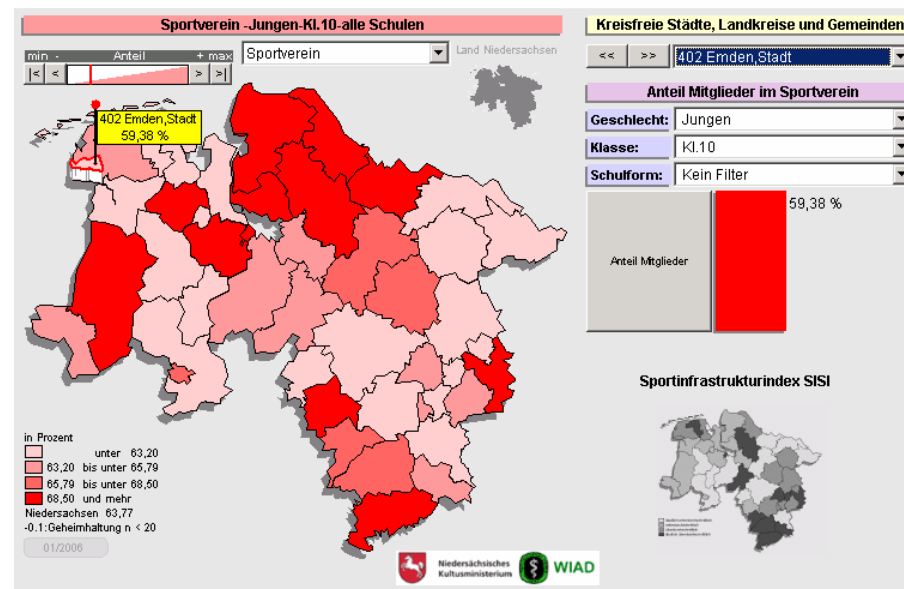 Sportverein -Jungen-Kl.10-alle Schulen
min - Anteil + max
|< < > >|
Sportverein
Land Niedersachsen
402 Emden,Stadt
59,38 %
in Prozent
unter 63,20
63,20 bis unter 65,79
65,79 bis unter 68,50
68,50 und mehr
Niedersachsen 63,77
-0.1:Geheimhaltung n < 20
01/2006
Niedersächsisches
Kultusministerium
WIAD
Kreisfreie Städte, Landkreise und Gemeinden
<< >> 402 Emden,Stadt
Anteil Mitglieder im Sportverein
Geschlecht: Jungen
Klasse: Kl.10
Schulform: Kein Filter
59,38 %
Anteil Mitglieder
Sportinfrastrukturindex SISI